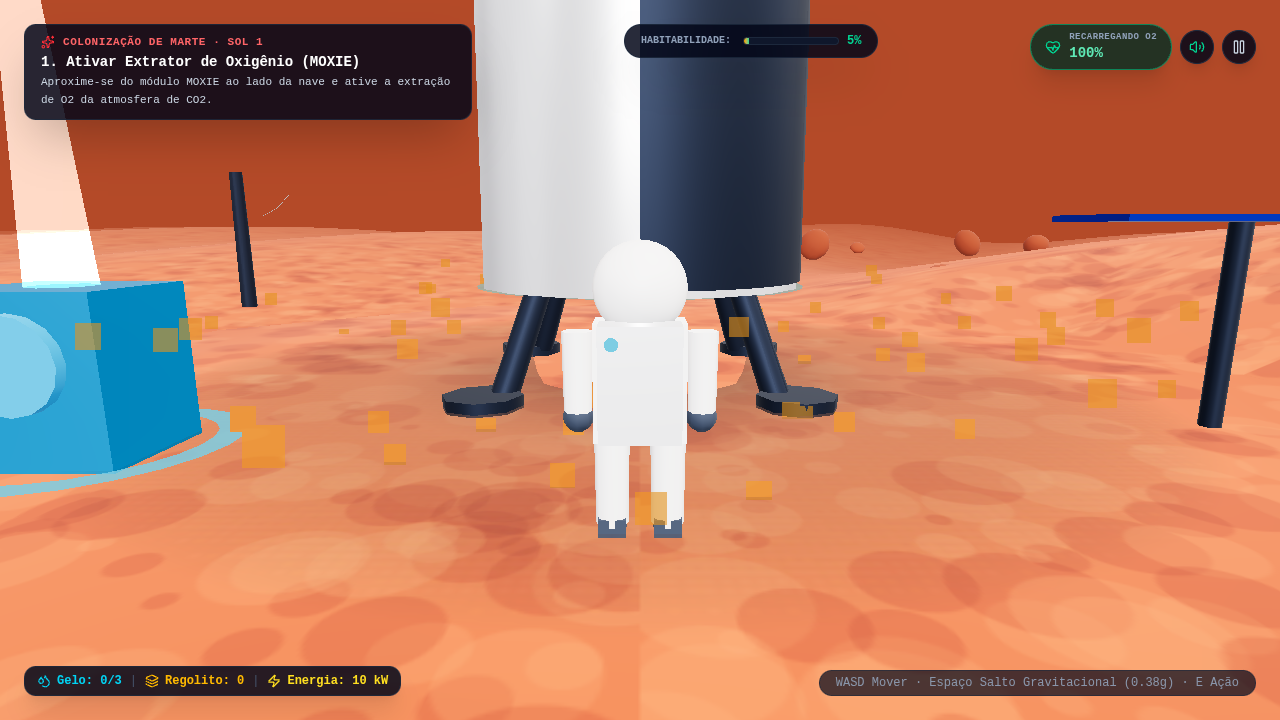 COLONIZAÇÃO DE MARTE · SOL 1
1. Ativar Extrator de Oxigênio (MOXIE)
Aproxime-se do módulo MOXIE ao lado da nave e ative a extração
de O2 da atmosfera de CO2.
HABITABILIDADE: 5%
RECARREGANDO O2
100%
Gelo: 0/3 | Regolito: 0 | Energia: 10 kW
WASD Mover · Espaço Salto Gravitacional (0.38g) · E Ação